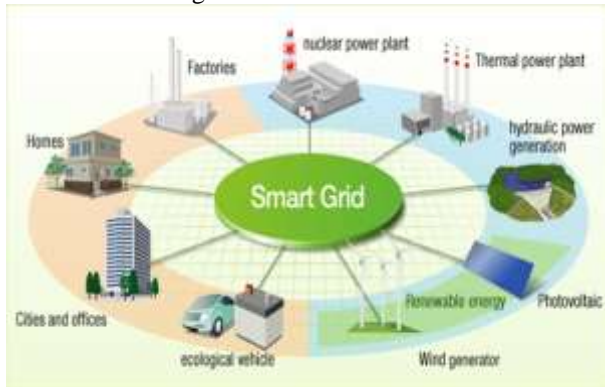 nuclear power plant
Factories
Thermal power plant
hydraulic power
generation
Homes
Smart Grid
Renewable energy
Photovoltaic
Cities and offices
ecological vehicle
Wind generator